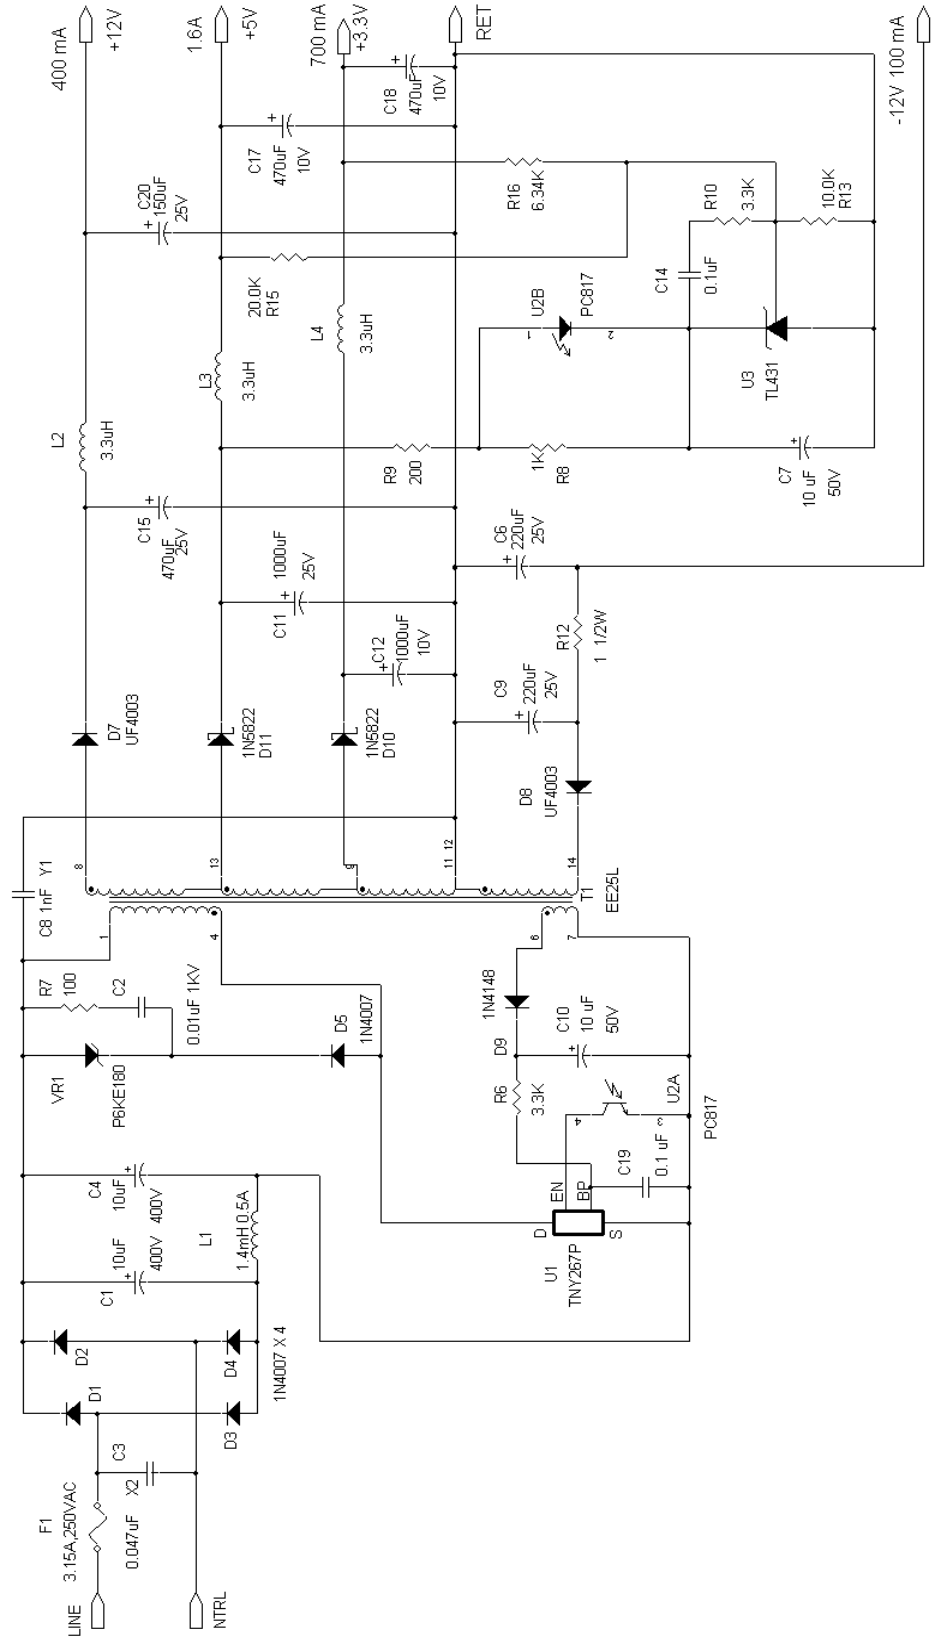 400 mA
+12V
1.6A
+5V
700 mA
+3.3V
RET
-12V 100 mA
C18
470uF
10V
C17
470uF
10V
C20
150uF
25V
R16
6.34K
R10
3.3K
10.0K
R13
20.0K
R15
C14
0.1uF
U2B
PC817
1
2
L4
3.3uH
L3
3.3uH
L2
3.3uH
U3
TL431
R9
200
1K
R8
C7
10 uF
50V
C15
470uF
25V
C6
220uF
25V
C11
1000uF
25V
C12
1000uF
10V
R12
1 1/2W
C9
220uF
25V
D7
UF4003
1N5822
D11
1N5822
D10
D8
UF4003
8
13
9
11 12
14
T1
EE25L
C8 1nF Y1
1
4
6
7
R7
100
C2
0.01uF 1KV
VR1
P6KE180
D5
1N4007
1N4148
D9
C10
10 uF
50V
R6
3.3K
U2A
PC817
4
3
C19
0.1 uF
EN
BP
D
S
U1
TNY267P
C4
10uF
400V
C1
10uF
400V
L1
1.4mH 0.5A
D2
D4
D1
D3
1N4007 X 4
C3
X2
0.047uF
F1
3.15A,250VAC
LINE
NTRL